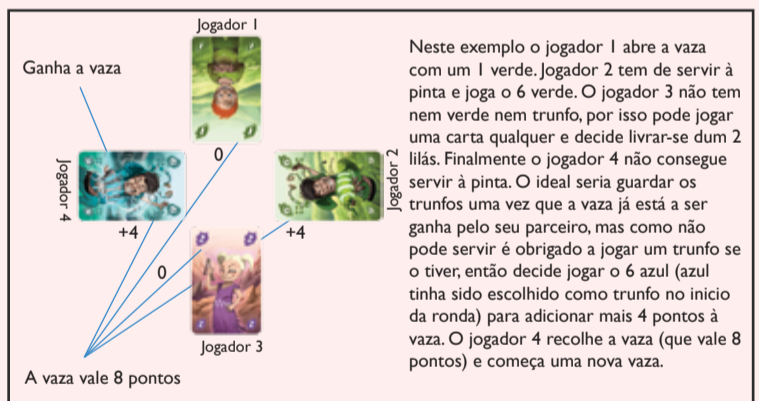 Jogador 1
Ganha a vaza
0
Jogador 4
Jogador 2
+4
+4
0
Jogador 3
A vaza vale 8 pontos
Neste exemplo o jogador 1 abre a vaza
com um 1 verde. Jogador 2 tem de servir à
pinta e joga o 6 verde. O jogador 3 não tem
nem verde nem trunfo, por isso pode jogar
uma carta qualquer e decide livrar-se dum 2
lilás. Finalmente o jogador 4 não consegue
servir à pinta. O ideal seria guardar os
trunfos uma vez que a vaza já está a ser
ganha pelo seu parceiro, mas como não
pode servir é obrigado a jogar um trunfo se
o tiver, então decide jogar o 6 azul (azul
tinha sido escolhido como trunfo no inicio
da ronda) para adicionar mais 4 pontos à
vaza. O jogador 4 recolhe a vaza (que vale 8
pontos) e começa uma nova vaza.